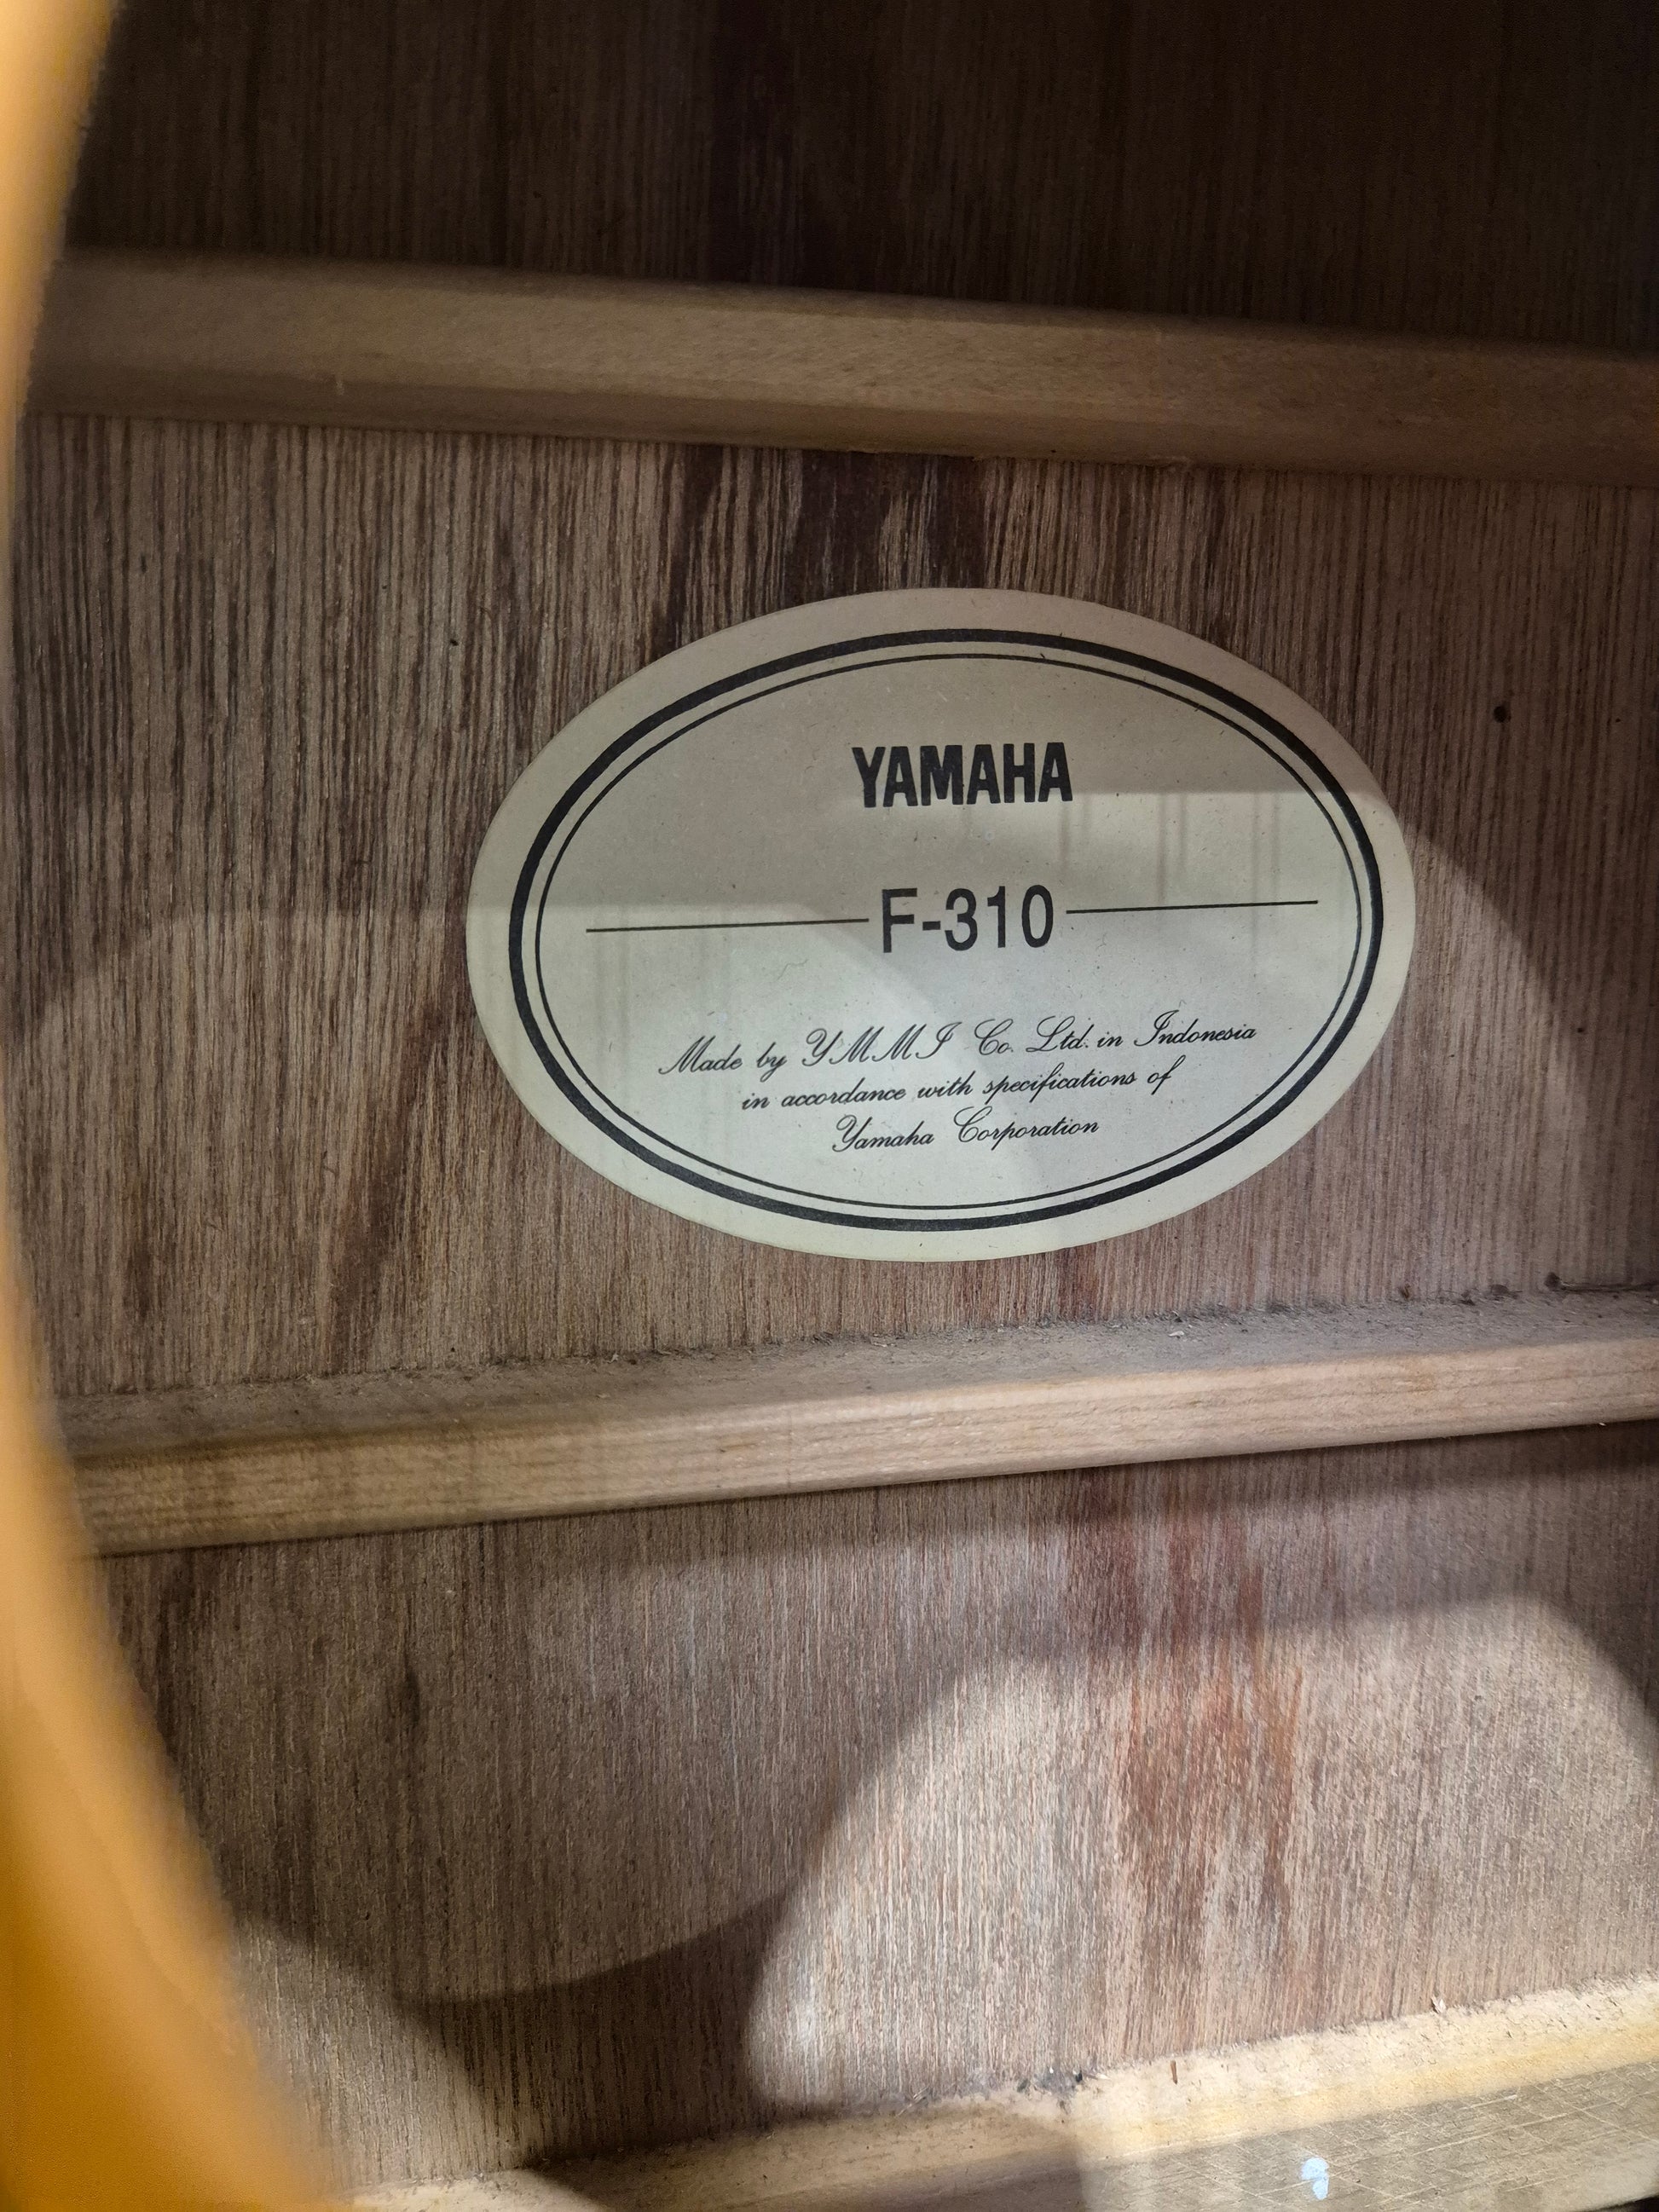 YAMAHA
F-310
Made by YMMI Co. Ltd. in Indonesia
in accordance with specifications of
Yamaha Corporation